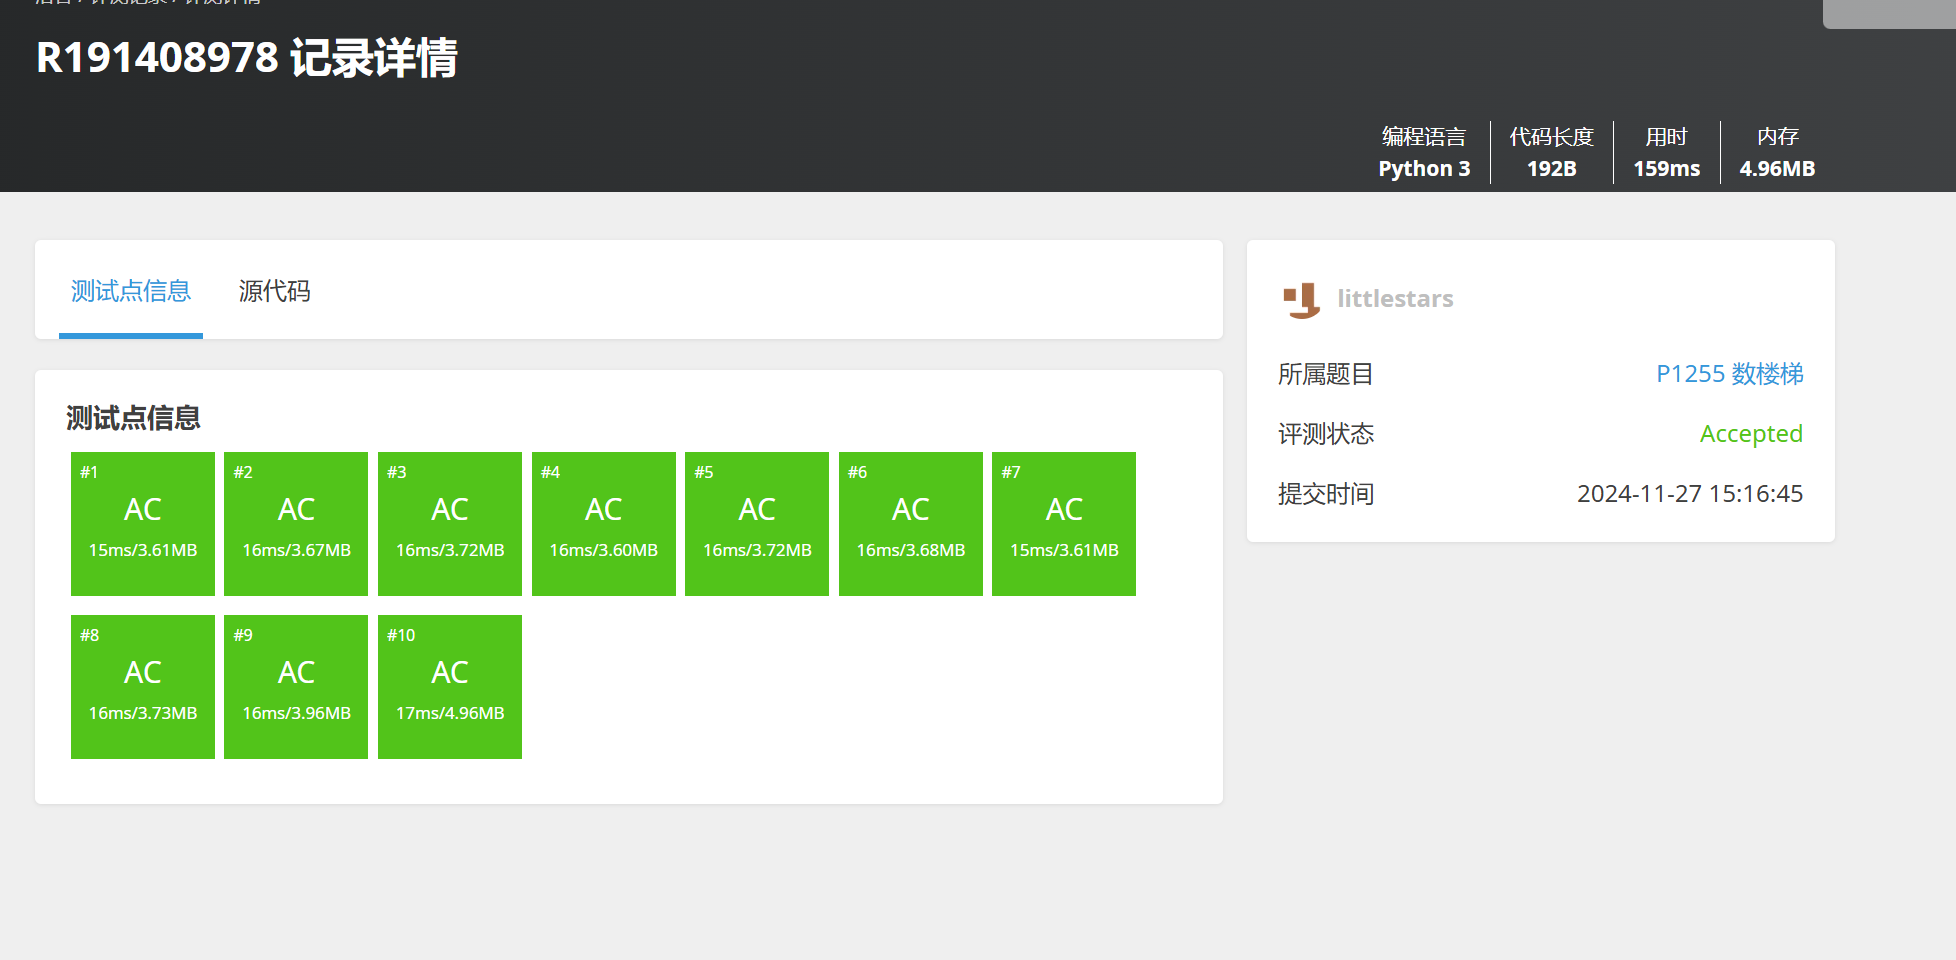 R191408978 记录详情
编程语言
Python 3
代码长度
192B
用时
159ms
内存
4.96MB
测试点信息
源代码
测试点信息
#1
AC
15ms/3.61MB
#2
AC
16ms/3.67MB
#3
AC
16ms/3.72MB
#4
AC
16ms/3.60MB
#5
AC
16ms/3.72MB
#6
AC
16ms/3.68MB
#7
AC
15ms/3.61MB
#8
AC
16ms/3.73MB
#9
AC
16ms/3.96MB
#10
AC
17ms/4.96MB
littlestars
所属题目 P1255 数楼梯
评测状态 Accepted
提交时间 2024-11-27 15:16:45